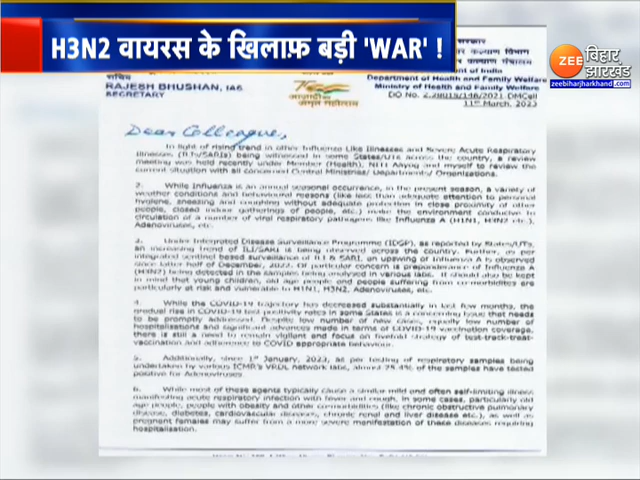 H3N2 वायरस के खिलाफ़ बड़ी 'WAR' !
ZEE
बिहार
झारखंड
zeebiharjharkhand.com
सचिव
RAJESH BHUSHAN, IAS
SECRETARY
आज़ादी का
अमृत महोत्सव
सरकार
कल्याण विभाग
कल्याण मंत्रालय
of India
Department of Health and Family Welfare
Ministry of Health and Family Welfare
11th March, 2023
Dear Colleague,
In light of rising trend in other Influenza Like Illnesses and Severe Acute Respiratory
Illnesses (ILIs/SARIs) being witnessed in some States/UTs across the country, a review
meeting was held recently under Member (Health), NITI Aayog and myself to review the
current situation with all concerned Central Ministries/ Departments/ Organizations.
2. While Influenza is an annual seasonal occurrence, in the present season, a variety of
weather conditions and behavioural reasons (like less than adequate attention to personal
hygiene, sneezing and coughing without adequate protection in close proximity of other
people, closed indoor gatherings of people, etc.) make the environment conducive to
circulation of a number of viral respiratory pathogens like Influenza A (H1N1, H3N2 etc.),
Adenoviruses, etc.
3. Under Integrated Disease Surveillance Programme (IDSP), as reported by States/UTs,
an increasing trend of ILI/SARI is being observed across the country. Further, as per
integrated sentinel based surveillance of ILI & SARI, an upswing of Influenza A is observed
since latter half of December, 2022. Of particular concern is preponderance of Influenza A
(H3N2) being detected in the samples being analysed in various labs. It should also be kept
in mind that young children, old age people and people suffering from co-morbidities are
particularly at risk and vulnerable to H1N1, H3N2, Adenoviruses, etc.
4. While the COVID-19 trajectory has decreased substantially in last few months, the
gradual rise in COVID-19 test positivity rates in some States is a concerning issue that needs
to be promptly addressed. Despite low number of new cases, equally low number of
hospitalisations and significant advances made in terms of COVID-19 vaccination coverage,
there is still a need to remain vigilant and focus on fivefold strategy of test-track-treat-
vaccination and adherence to COVID appropriate behaviour.
5. Additionally, since 1st January, 2023, as per testing of respiratory samples being
undertaken by various ICMR's VRDL network labs, almost 25.4% of the samples have tested
positive for Adenoviruses.
6. While most of these agents typically cause a similar mild and often self-limiting illness
manifesting acute respiratory infection with fever and cough, in some cases, particularly old
age people, people with obesity and other co-morbidities (like chronic obstructive pulmonary
disease, diabetes, cardiovascular diseases, chronic renal and liver disease etc.), as well as
pregnant females may suffer from a more severe manifestation of these diseases requiring
hospitalisation.